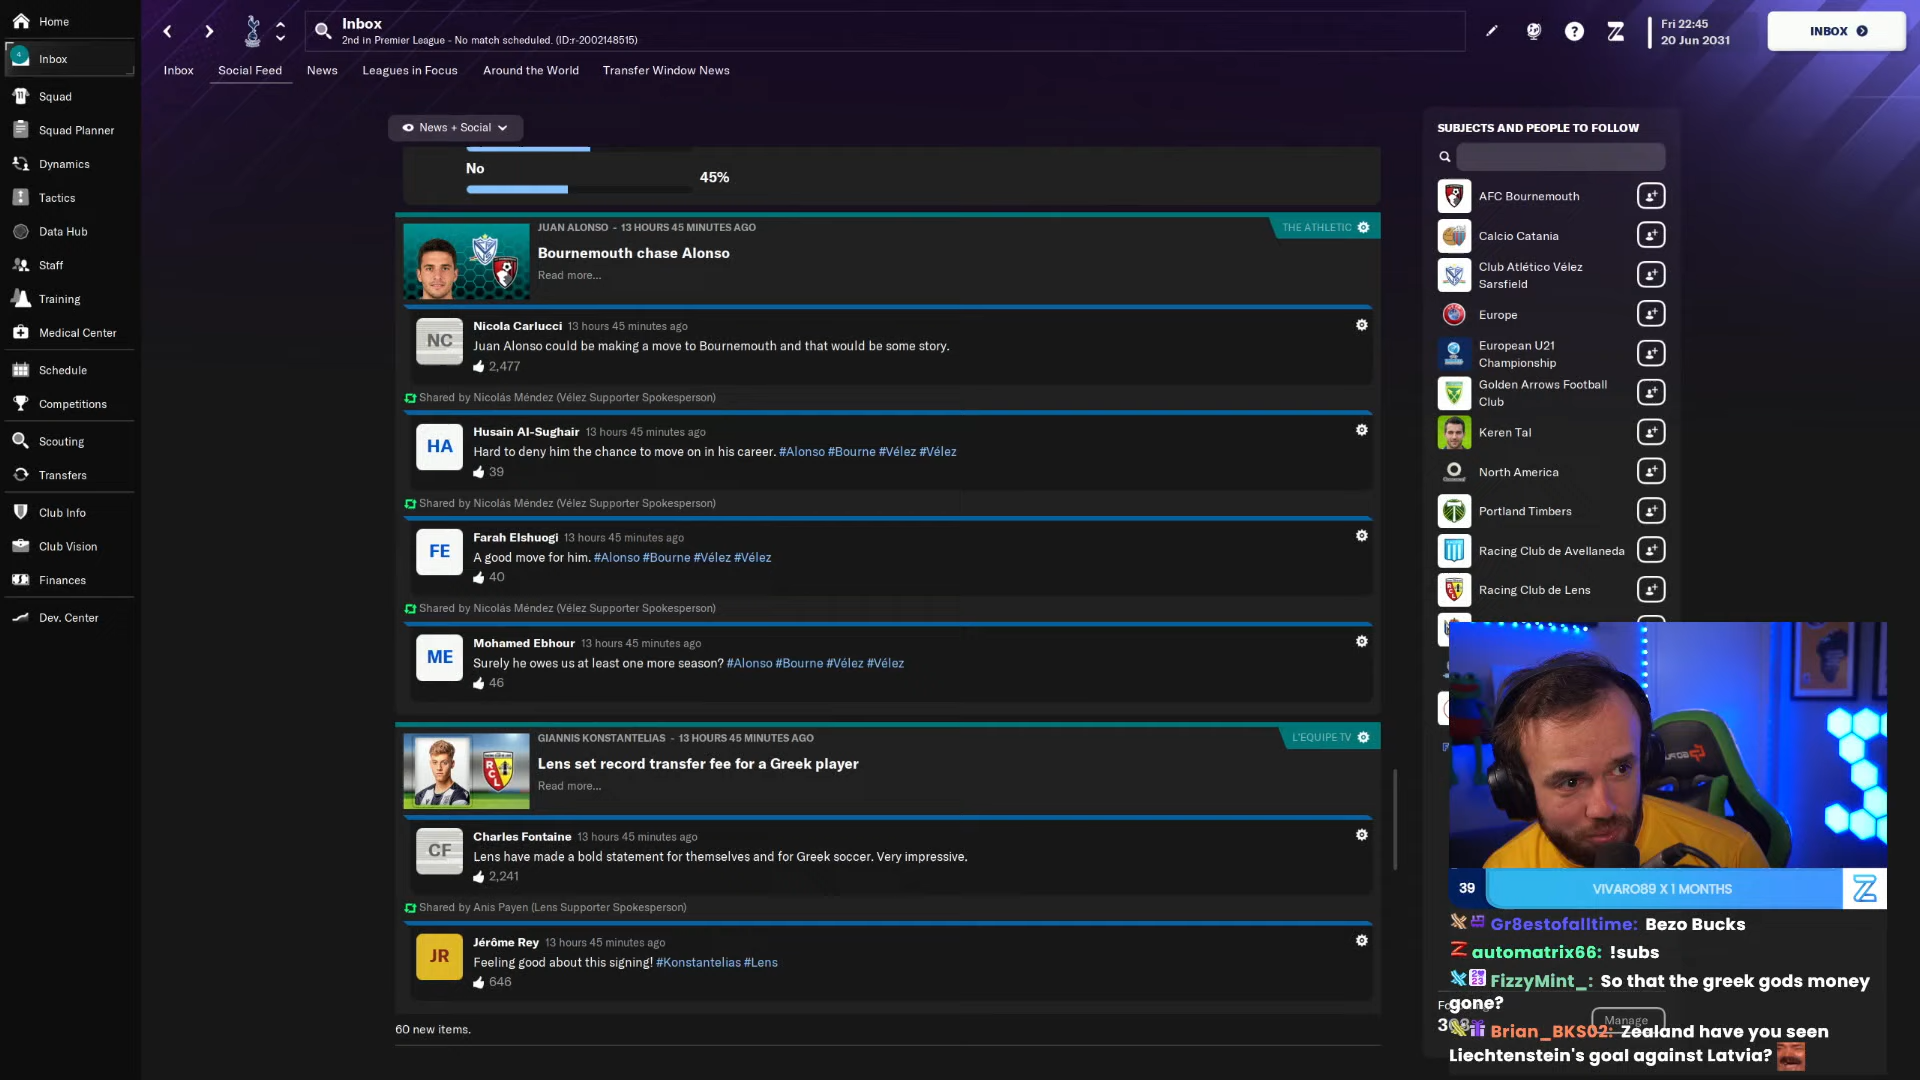 Home
4
Inbox
Squad
Squad Planner
Dynamics
Tactics
Data Hub
Staff
Training
Medical Center
Schedule
Competitions
Scouting
Transfers
Club Info
Club Vision
Finances
Dev. Center
Inbox
2nd in Premier League - No match scheduled. (ID:r-2002148515)
Fri 22:45
20 Jun 2031
INBOX
Inbox
Social Feed
News
Leagues in Focus
Around the World
Transfer Window News
News + Social
No
45%
JUAN ALONSO - 13 HOURS 45 MINUTES AGO
THE ATHLETIC
Bournemouth chase Alonso
Read more...
NC
Nicola Carlucci 13 hours 45 minutes ago
Juan Alonso could be making a move to Bournemouth and that would be some story.
2,477
Shared by Nicolás Méndez (Vélez Supporter Spokesperson)
HA
Husain Al-Sughair 13 hours 45 minutes ago
Hard to deny him the chance to move on in his career. #Alonso #Bourne #Vélez #Vélez
39
Shared by Nicolás Méndez (Vélez Supporter Spokesperson)
FE
Farah Elshuogi 13 hours 45 minutes ago
A good move for him. #Alonso #Bourne #Vélez #Vélez
40
Shared by Nicolás Méndez (Vélez Supporter Spokesperson)
ME
Mohamed Ebhour 13 hours 45 minutes ago
Surely he owes us at least one more season? #Alonso #Bourne #Vélez #Vélez
46
GIANNIS KONSTANTELIAS - 13 HOURS 45 MINUTES AGO
L'EQUIPE TV
Lens set record transfer fee for a Greek player
Read more...
CF
Charles Fontaine 13 hours 45 minutes ago
Lens have made a bold statement for themselves and for Greek soccer. Very impressive.
2,241
Shared by Anis Payen (Lens Supporter Spokesperson)
JR
Jérôme Rey 13 hours 45 minutes ago
Feeling good about this signing! #Konstantelias #Lens
646
60 new items.
SUBJECTS AND PEOPLE TO FOLLOW
AFC Bournemouth
Calcio Catania
Club Atlético Vélez
Sarsfield
Europe
European U21
Championship
Golden Arrows Football
Club
Keren Tal
North America
Portland Timbers
Racing Club de Avellaneda
Racing Club de Lens
39
VIVARO89 X 1 MONTHS
Gr8estofalltime: Bezo Bucks
automatrix66: !subs
FizzyMint_: So that the greek gods money
gone?
Manage
Brian_BKS02: Zealand have you seen
Liechtenstein's goal against Latvia?